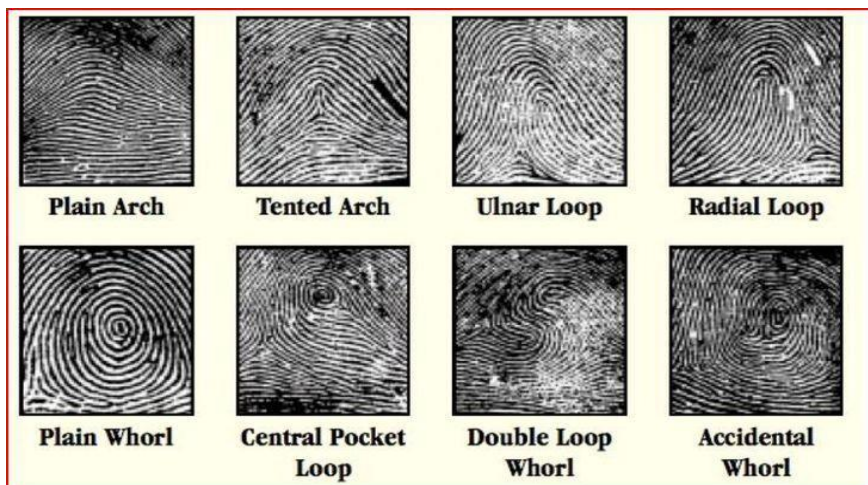 Plain Arch
Tented Arch
Ulnar Loop
Radial Loop
Plain Whorl
Central Pocket
Loop
Double Loop
Whorl
Accidental
Whorl